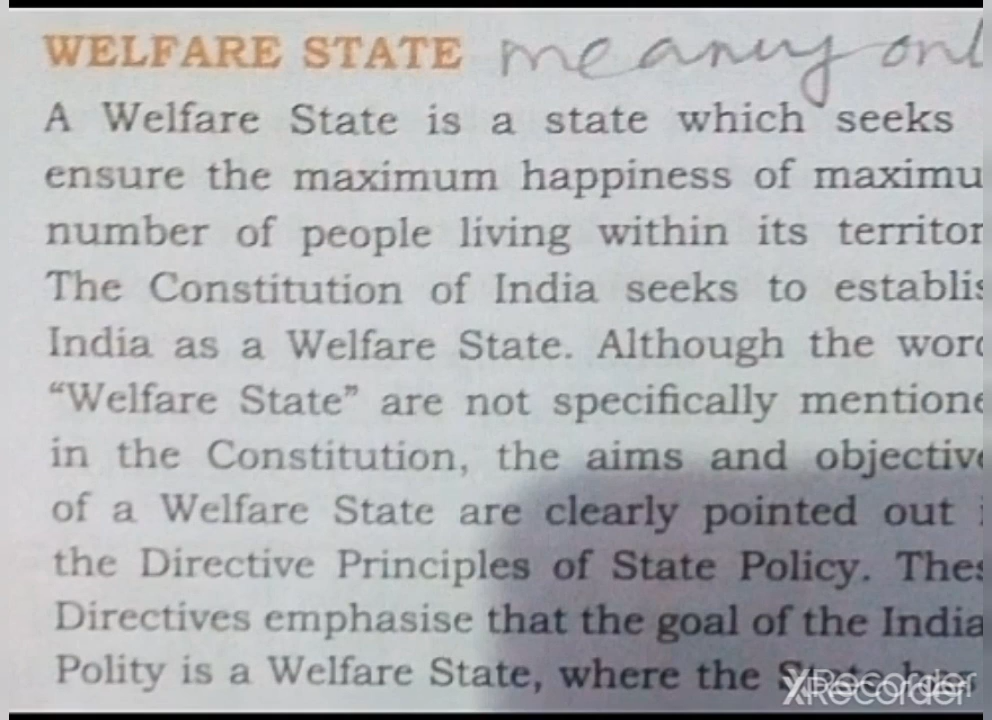 WELFARE STATE meaning onl
A Welfare State is a state which seeks
ensure the maximum happiness of maximu
number of people living within its territor
The Constitution of India seeks to establis
India as a Welfare State. Although the word
“Welfare State” are not specifically mentione
in the Constitution, the aims and objective
of a Welfare State are clearly pointed out i
the Directive Principles of State Policy. Thes
Directives emphasise that the goal of the India
Polity is a Welfare State, where the State has
XRecorder